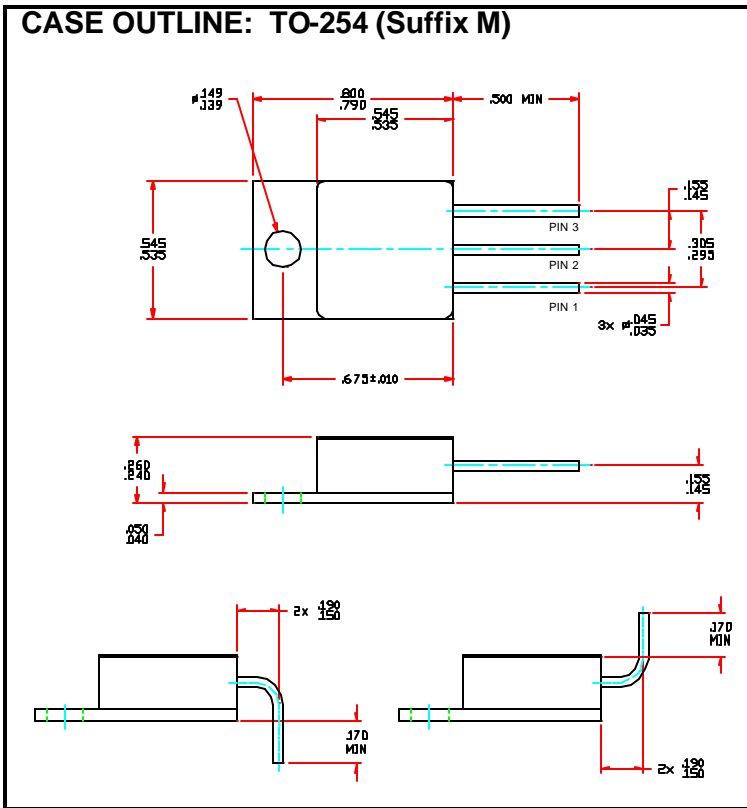 CASE OUTLINE: TO-254 (Suffix M)
ø.149
.139
.800
.790
.500 MIN
.545
.535
.545
.535
.155
.145
PIN 3
.305
.295
PIN 2
PIN 1
3x ø.045
.035
.675±.010
.260
.240
.155
.145
.050
.040
2x .190
.150
.170
MIN
.170
MIN
2x .190
.150